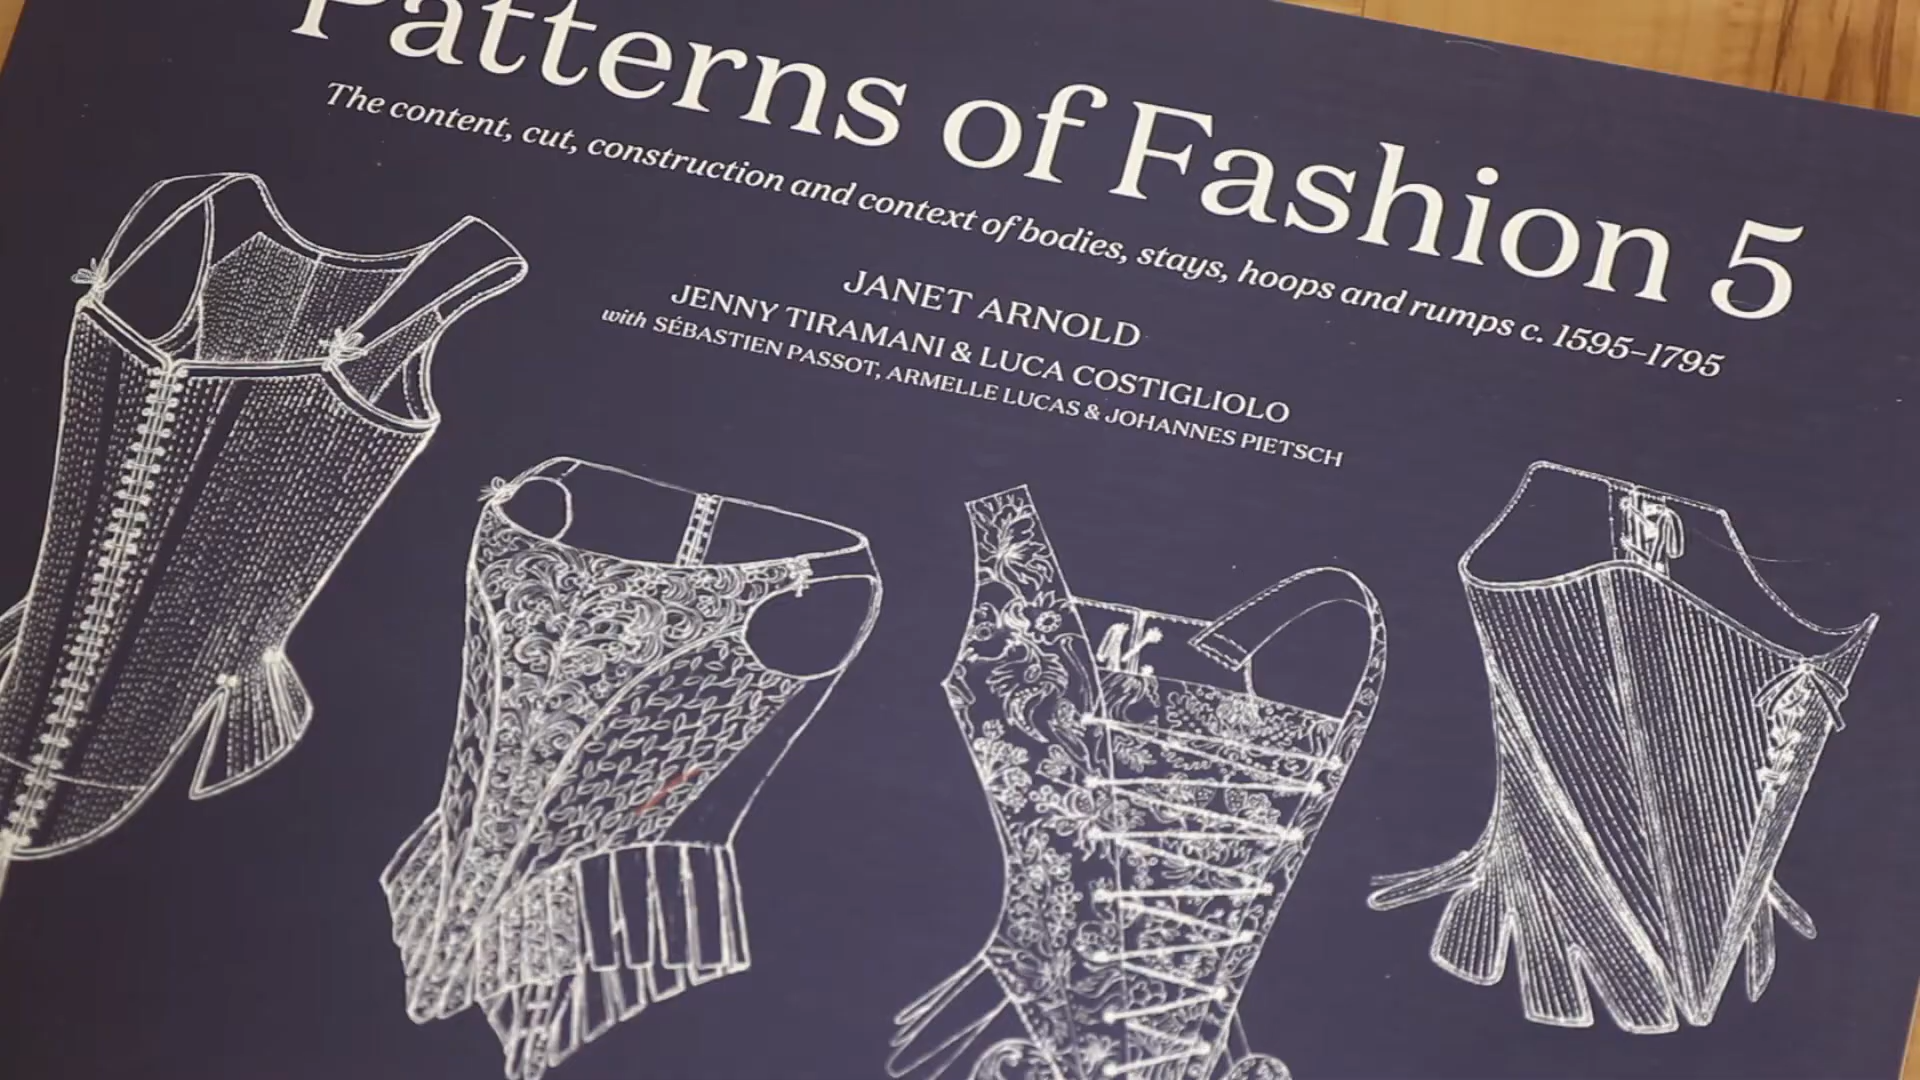 Patterns of Fashion 5
The content, cut, construction and context of bodies, stays, hoops and rumps c. 1595–1795
JANET ARNOLD
JENNY TIRAMANI & LUCA COSTIGLIOLO
with SÉBASTIEN PASSOT, ARMELLE LUCAS & JOHANNES PIETSCH